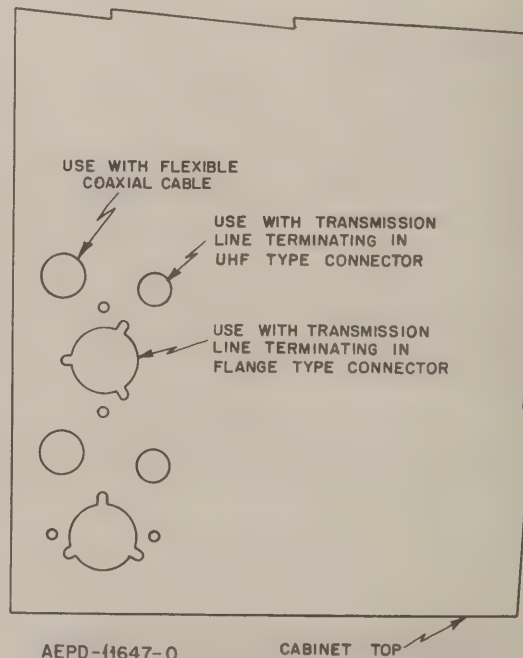 USE WITH FLEXIBLE
COAXIAL CABLE
USE WITH TRANSMISSION
LINE TERMINATING IN
UHF TYPE CONNECTOR
USE WITH TRANSMISSION
LINE TERMINATING IN
FLANGE TYPE CONNECTOR
AEPD-11647-0
CABINET TOP